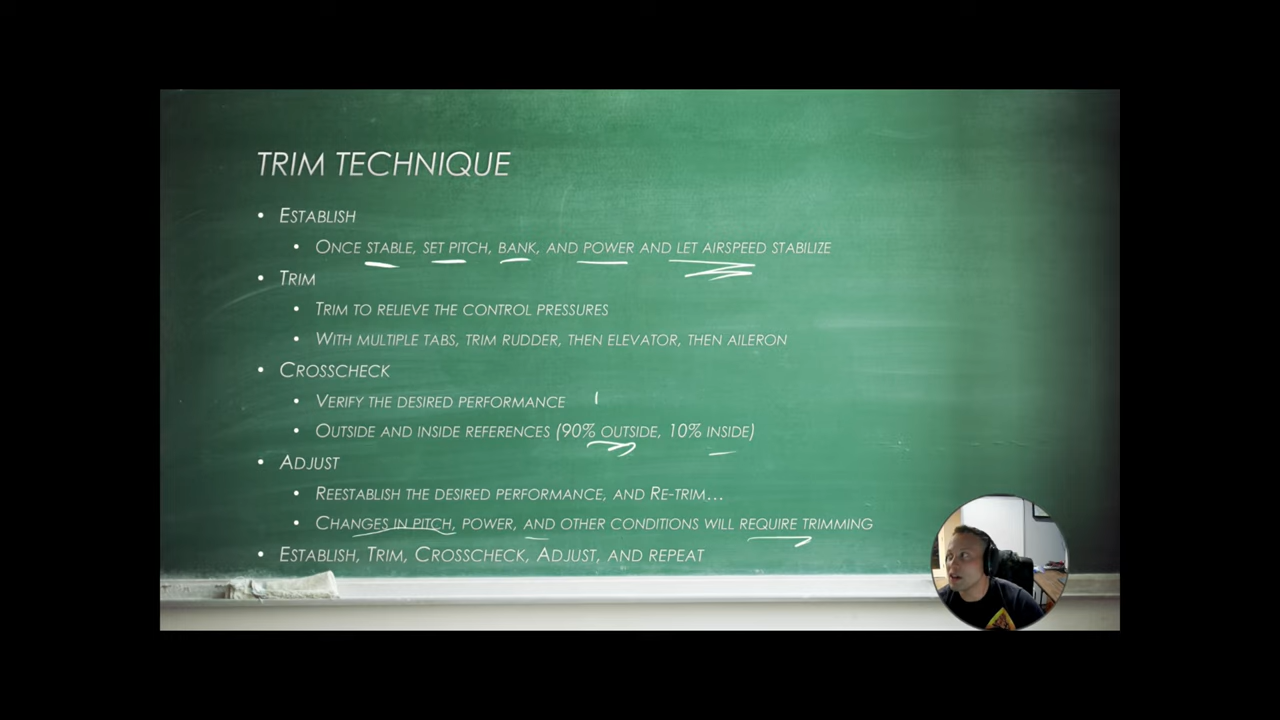 TRIM TECHNIQUE
• ESTABLISH
• ONCE STABLE, SET PITCH, BANK, AND POWER AND LET AIRSPEED STABILIZE
• TRIM
• TRIM TO RELIEVE THE CONTROL PRESSURES
• WITH MULTIPLE TABS, TRIM RUDDER, THEN ELEVATOR, THEN AILERON
• CROSSCHECK
• VERIFY THE DESIRED PERFORMANCE
• OUTSIDE AND INSIDE REFERENCES (90% OUTSIDE, 10% INSIDE)
• ADJUST
• REESTABLISH THE DESIRED PERFORMANCE, AND RE-TRIM...
• CHANGES IN PITCH, POWER, AND OTHER CONDITIONS WILL REQUIRE TRIMMING
• ESTABLISH, TRIM, CROSSCHECK, ADJUST, AND REPEAT